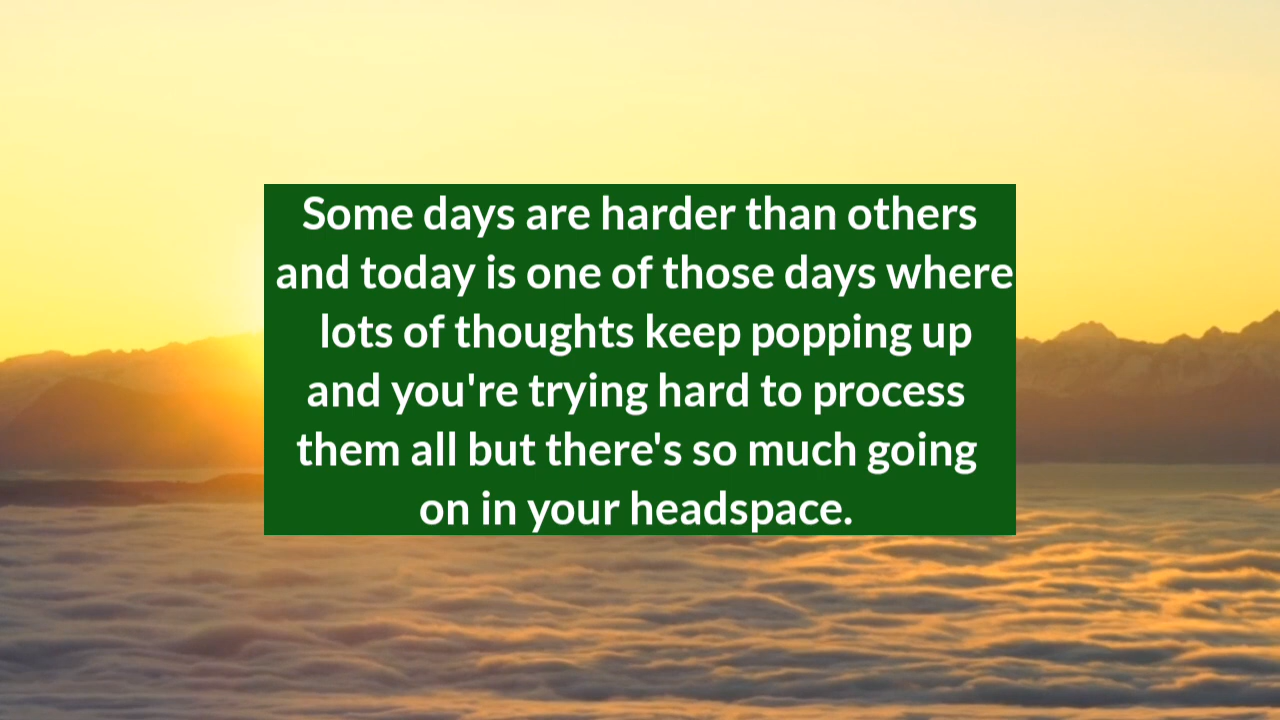 Some days are harder than others
and today is one of those days where
lots of thoughts keep popping up
and you're trying hard to process
them all but there's so much going
on in your headspace.